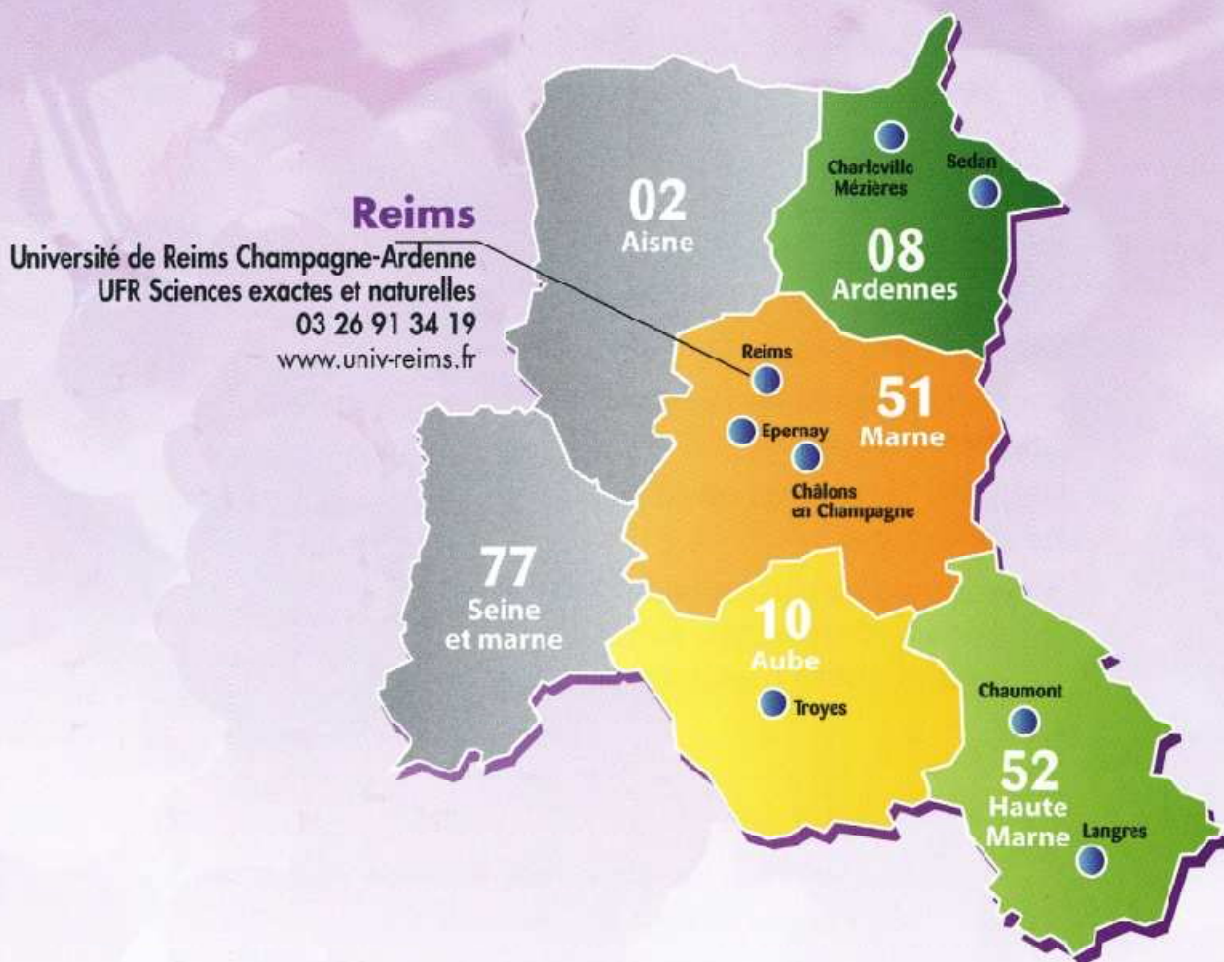 Reims
Université de Reims Champagne-Ardenne
UFR Sciences exactes et naturelles
03 26 91 34 19
www.univ-reims.fr
02
Aisne
Charleville
Mézières
Sedan
08
Ardennes
Reims
Epernay
Châlons
en Champagne
51
Marne
77
Seine
et marne
10
Aube
Troyes
Chaumont
52
Haute
Marne
Langres